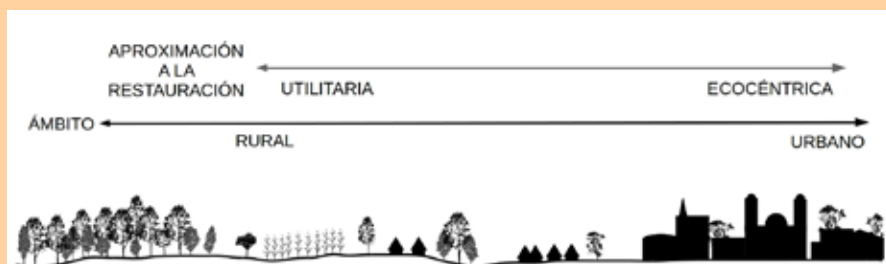 APROXIMACIÓN
A LA
RESTAURACIÓN
UTILITARIA
ECOCÉNTRICA
ÁMBITO
RURAL
URBANO